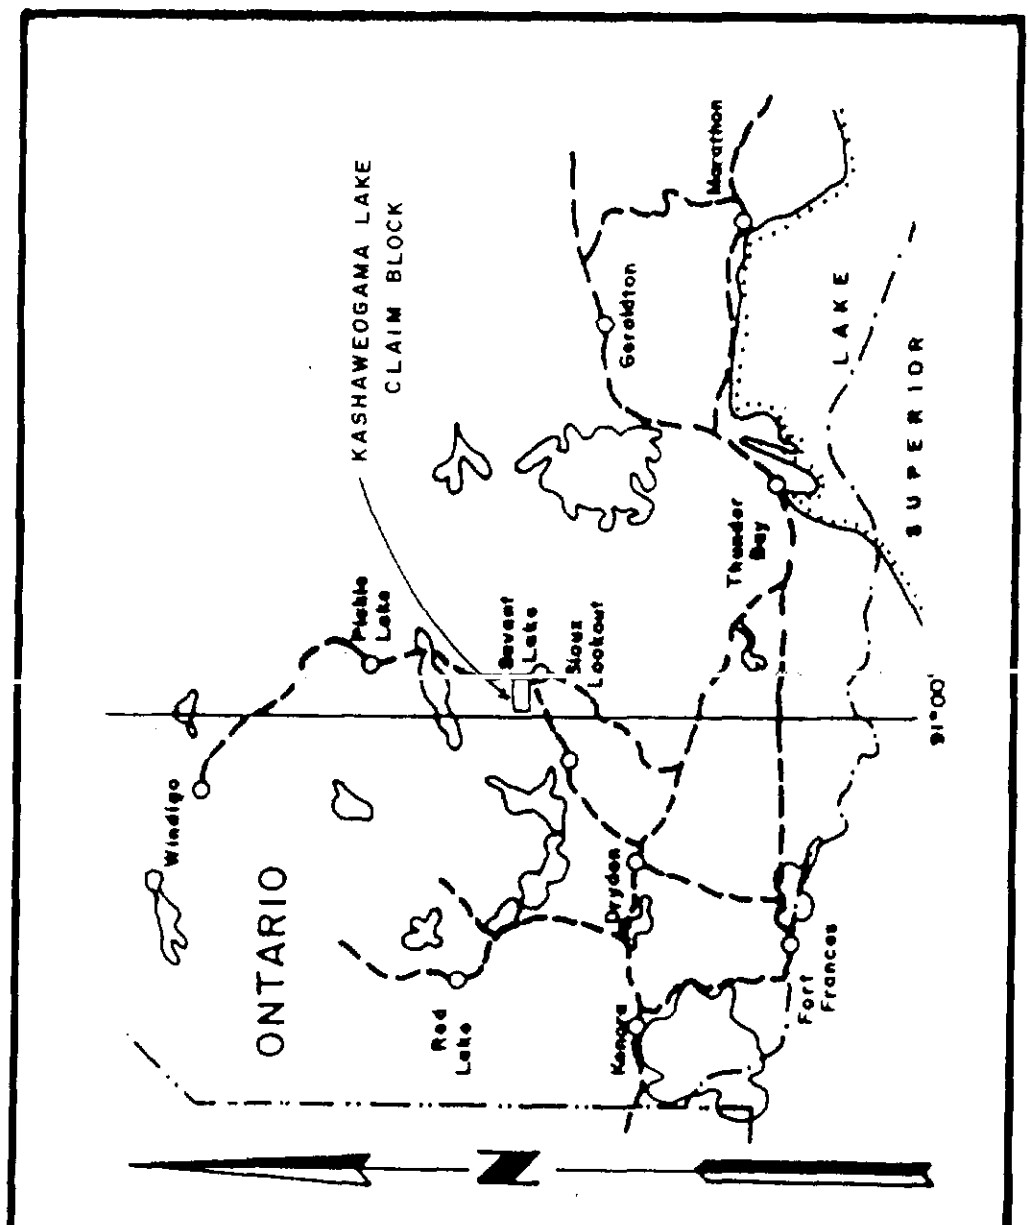 KASHAWEOGAMA LAKE
CLAIM BLOCK
ONTARIO
Windigo
Pickle
Lake
Savant
Lake
Sioux
Lookout
Red
Lake
Kenora
Dryden
Fort
Frances
Thunder
Bay
Geraldton
Marathon
LAKE
SUPERIOR
91°00'
N